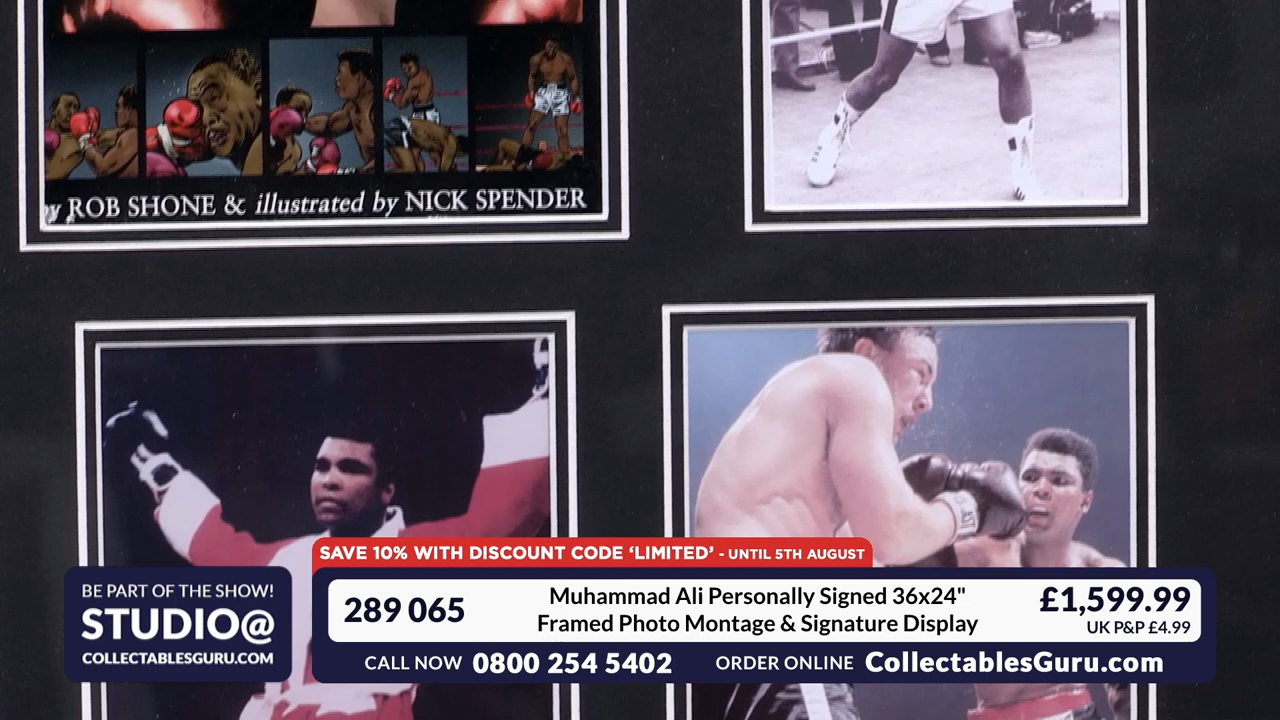 by ROB SHONE & illustrated by NICK SPENDER
SAVE 10% WITH DISCOUNT CODE ‘LIMITED’ - UNTIL 5TH AUGUST
BE PART OF THE SHOW!
STUDIO@
COLLECTABLESGURU.COM
289 065
Muhammad Ali Personally Signed 36x24"
Framed Photo Montage & Signature Display
£1,599.99
UK P&P £4.99
CALL NOW 0800 254 5402
ORDER ONLINE CollectablesGuru.com